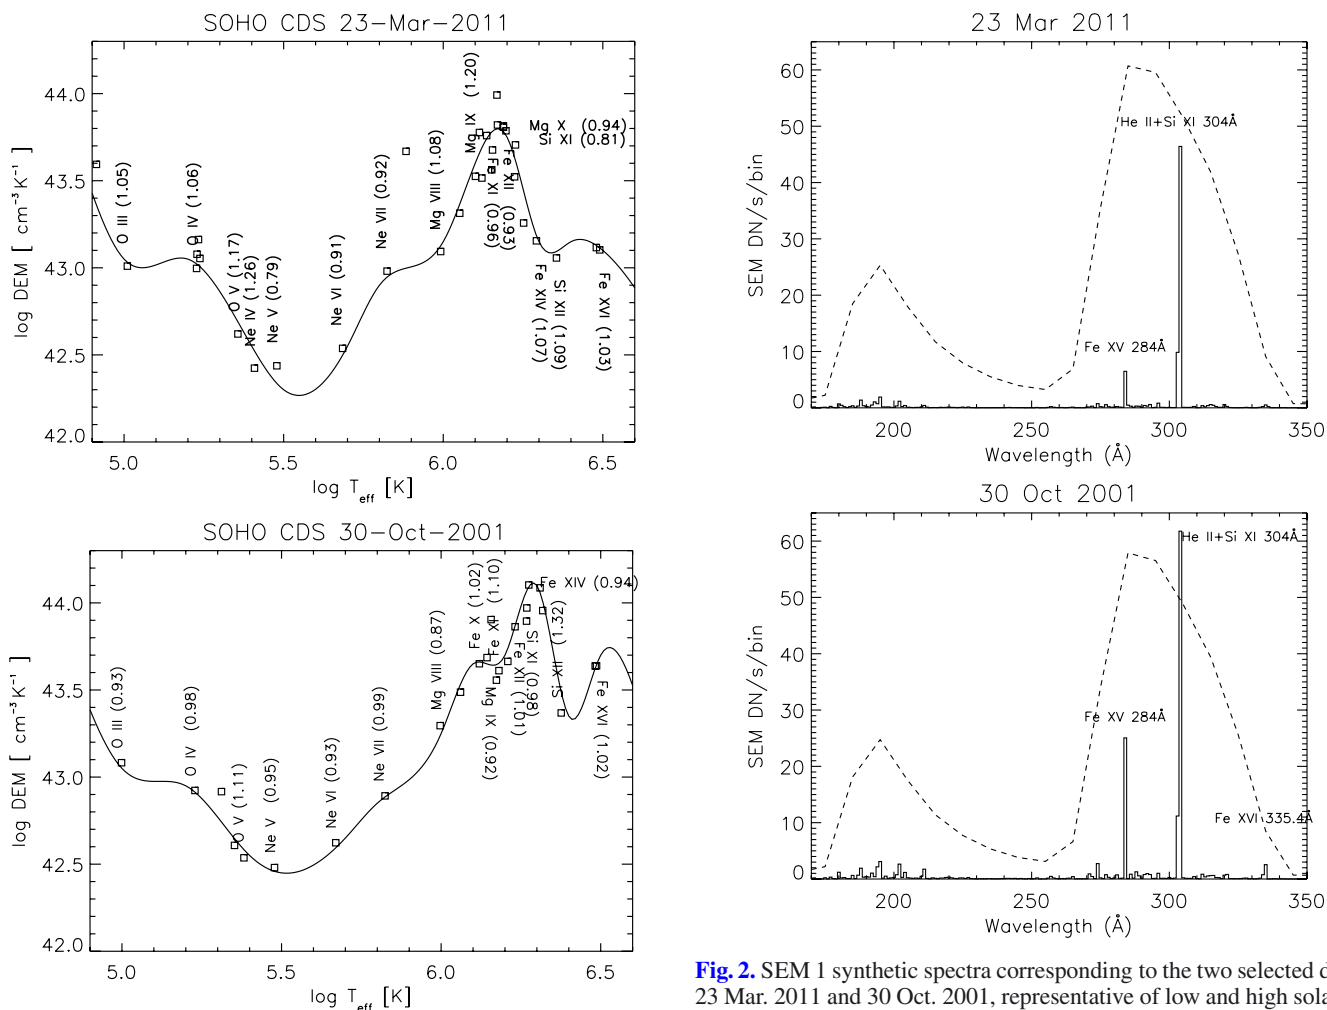 SOHO CDS 23-Mar-2011
log DEM [ cm⁻³K⁻¹ ]
44.0
43.5
43.0
42.5
42.0
O III (1.05)
O IV (1.06)
O V (1.17)
Ne IV (1.26)
Ne V (0.79)
Ne VI (0.91)
Ne VII (0.92)
Mg VIII (1.08)
Mg IX (1.20)
Fe XI (0.96)
Fe XII (0.93)
Mg X (0.94)
Si XI (0.81)
Fe XIV (1.07)
Si XII (1.09)
Fe XVI (1.03)
5.0 5.5 6.0 6.5
log T_eff [K]
SOHO CDS 30-Oct-2001
log DEM [ cm⁻³K⁻¹ ]
44.0
43.5
43.0
42.5
42.0
O III (0.93)
O IV (0.98)
O V (1.11)
Ne V (0.95)
Ne VI (0.93)
Ne VII (0.99)
Mg VIII (0.87)
Fe X (1.02)
Fe XI (1.10)
Mg IX (0.92)
Fe XII (1.01)
Si XI (0.98)
Si XII (1.32)
Fe XIV (0.94)
Fe XVI (1.02)
5.0 5.5 6.0 6.5
log T_eff [K]
23 Mar 2011
SEM DN/s/bin
60
50
40
30
20
10
0
He II+Si XI 304Å
Fe XV 284Å
200 250 300 350
Wavelength (Å)
30 Oct 2001
SEM DN/s/bin
60
50
40
30
20
10
0
He II+Si XI 304Å
Fe XV 284Å
Fe XVI 335.4Å
200 250 300 350
Wavelength (Å)
Fig. 2. SEM 1 synthetic spectra corresponding to the two selected d
23 Mar. 2011 and 30 Oct. 2001, representative of low and high sola